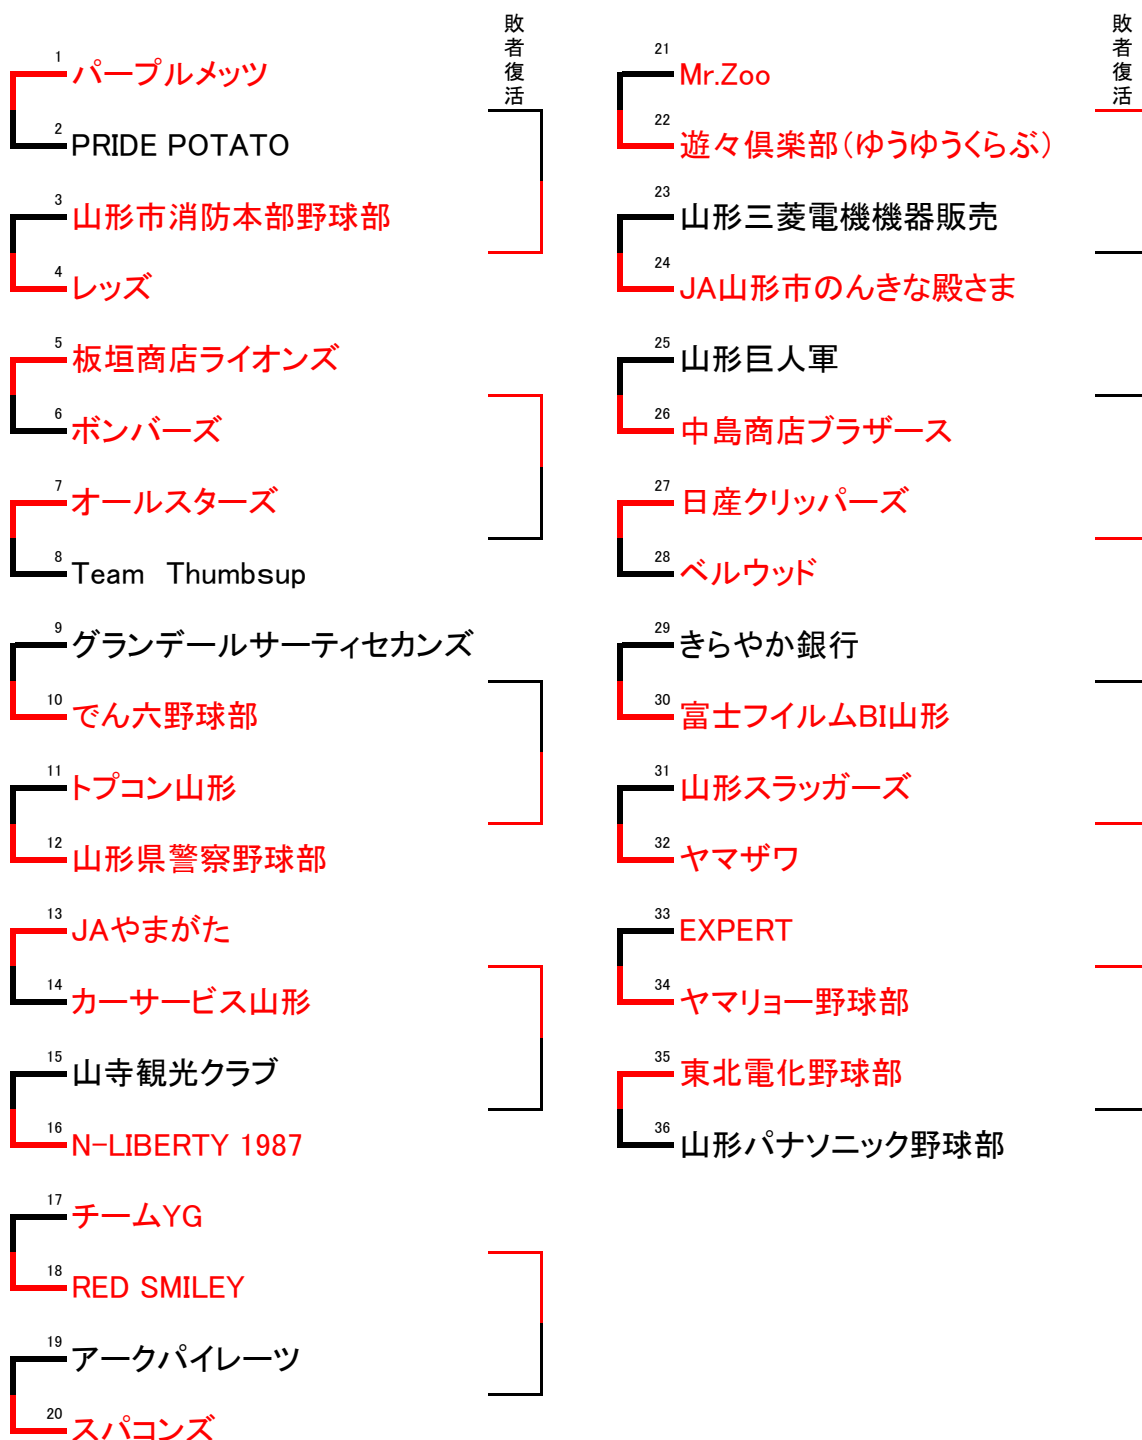 敗者復活
1 パープルメッツ
2 PRIDE POTATO
3 山形市消防本部野球部
4 レッズ
5 板垣商店ライオンズ
6 ボンバーズ
7 オールスターズ
8 Team　Thumbsup
9 グランデールサーティセカンズ
10 でん六野球部
11 トプコン山形
12 山形県警察野球部
13 JAやまがた
14 カーサービス山形
15 山寺観光クラブ
16 N-LIBERTY 1987
17 チームYG
18 RED SMILEY
19 アークパイレーツ
20 スパコンズ
敗者復活
21 Mr.Zoo
22 遊々倶楽部（ゆうゆうくらぶ）
23 山形三菱電機機器販売
24 JA山形市のんきな殿さま
25 山形巨人軍
26 中島商店ブラザース
27 日産クリッパーズ
28 ベルウッド
29 きらやか銀行
30 富士フイルムBI山形
31 山形スラッガーズ
32 ヤマザワ
33 EXPERT
34 ヤマリョー野球部
35 東北電化野球部
36 山形パナソニック野球部